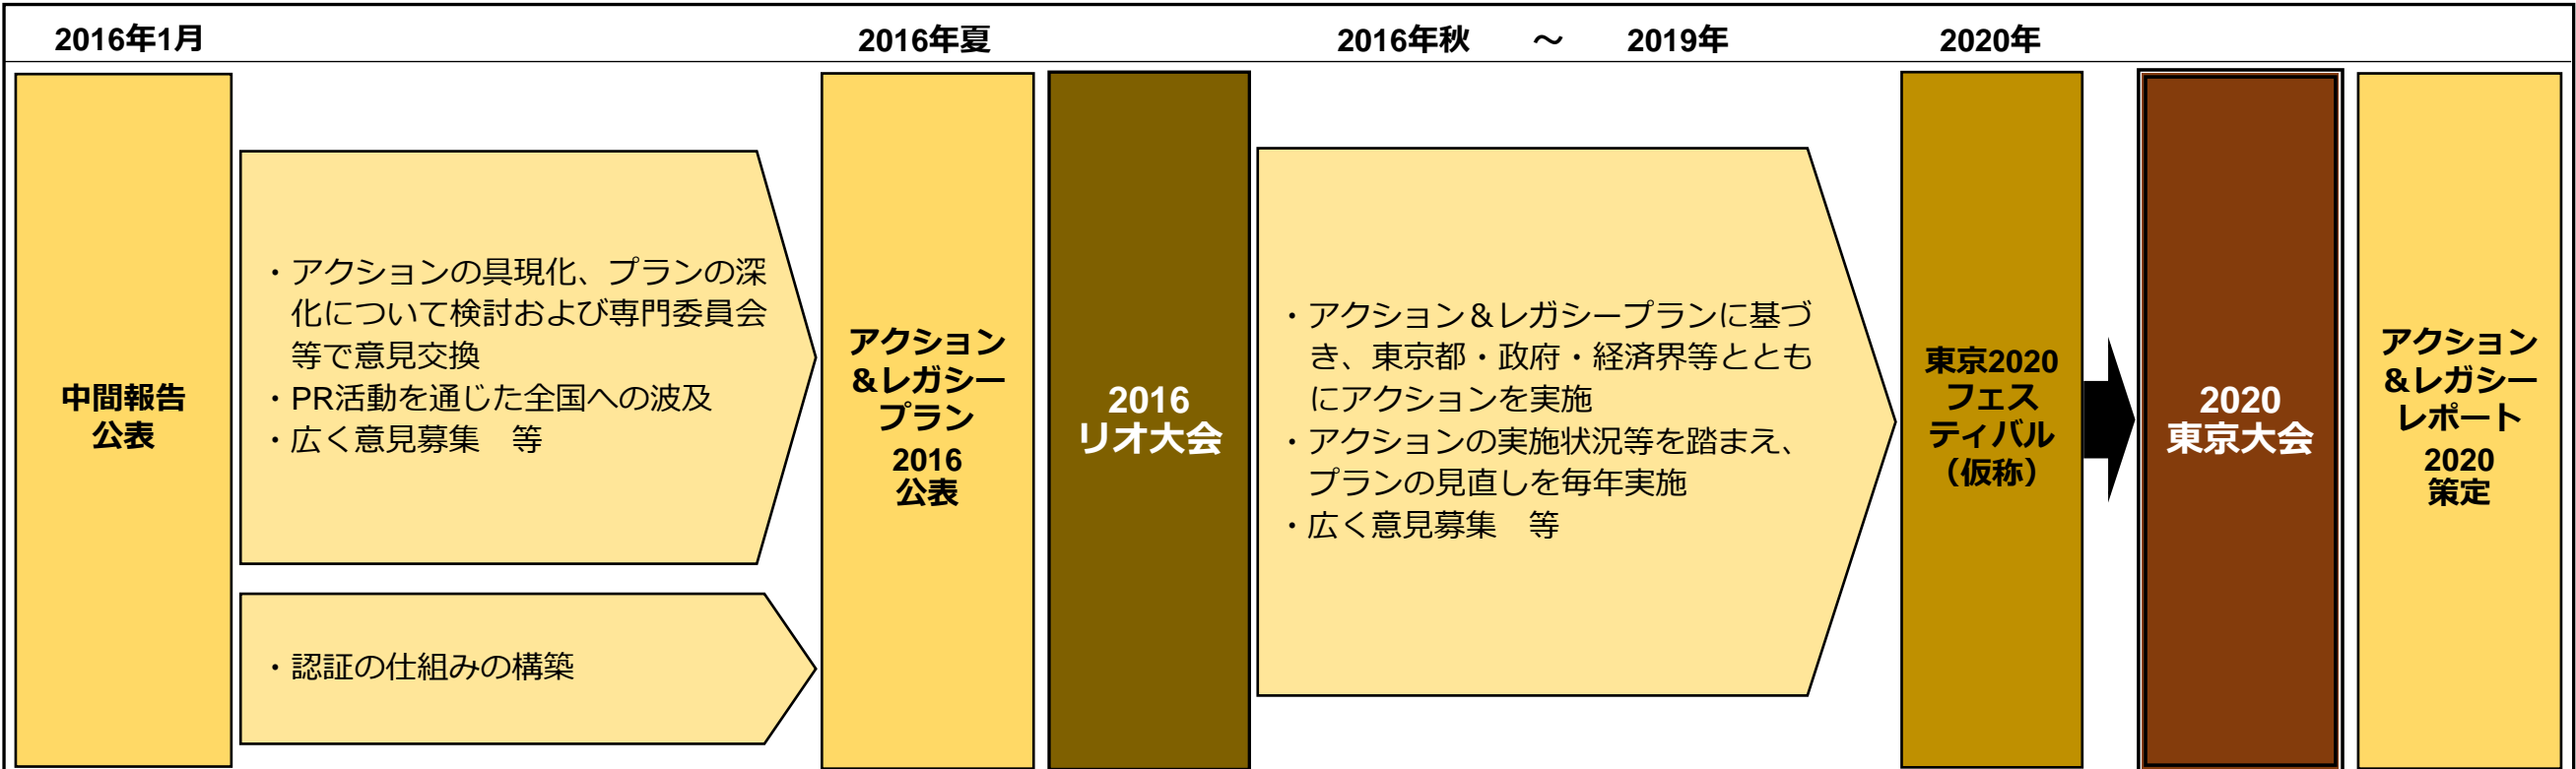 2016年1月
2016年夏
2016年秋　～　2019年
2020年
中間報告
公表
・アクションの具現化、プランの深
化について検討および専門委員会
等で意見交換
・PR活動を通じた全国への波及
・広く意見募集　等
・認証の仕組みの構築
アクション
&レガシー
プラン
2016
公表
2016
リオ大会
・アクション&レガシープランに基づ
き、東京都・政府・経済界等ととも
にアクションを実施
・アクションの実施状況等を踏まえ、
プランの見直しを毎年実施
・広く意見募集　等
東京2020
フェス
ティバル
（仮称）
2020
東京大会
アクション
&レガシー
レポート
2020
策定